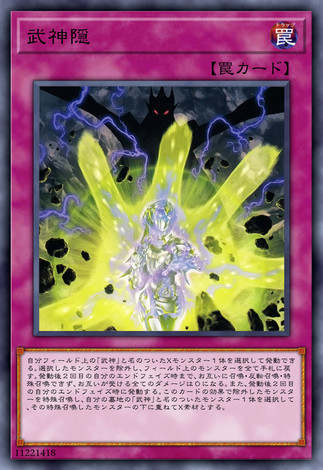 武神隠
トラップ
罠
【罠カード】
自分フィールド上の「武神」と名のついたXモンスター1体を選択して発動でき
る。選択したモンスターを除外し、フィールド上のモンスターを全て手札に戻
す。発動後2回目の自分のエンドフェイズ時まで、お互いに召喚・反転召喚・特
殊召喚できず、お互いが受ける全てのダメージは0になる。また、発動後2回目
の自分のエンドフェイズ時に発動する。このカードの効果で除外したモンスター
を特殊召喚し、自分の墓地の「武神」と名のついたモンスター1体を選択して、
その特殊召喚したモンスターの下に重ねてX素材とする。
11221418